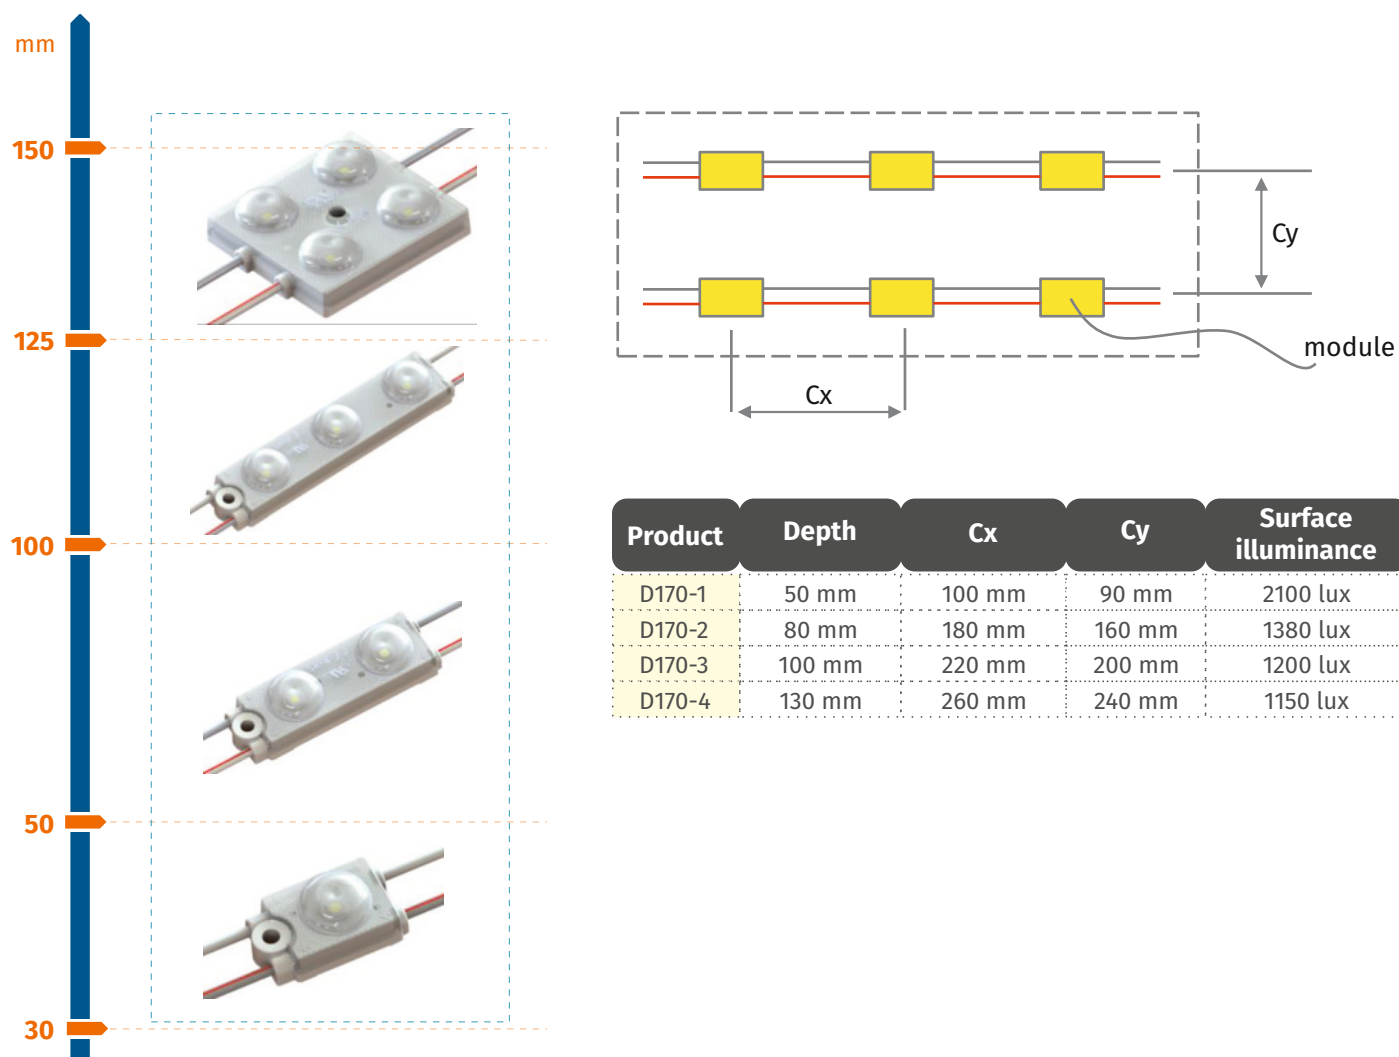 mm
150
125
100
50
30
Cy
module
Cx
Product Depth Cx Cy Surface illuminance
D170-1 50 mm 100 mm 90 mm 2100 lux
D170-2 80 mm 180 mm 160 mm 1380 lux
D170-3 100 mm 220 mm 200 mm 1200 lux
D170-4 130 mm 260 mm 240 mm 1150 lux